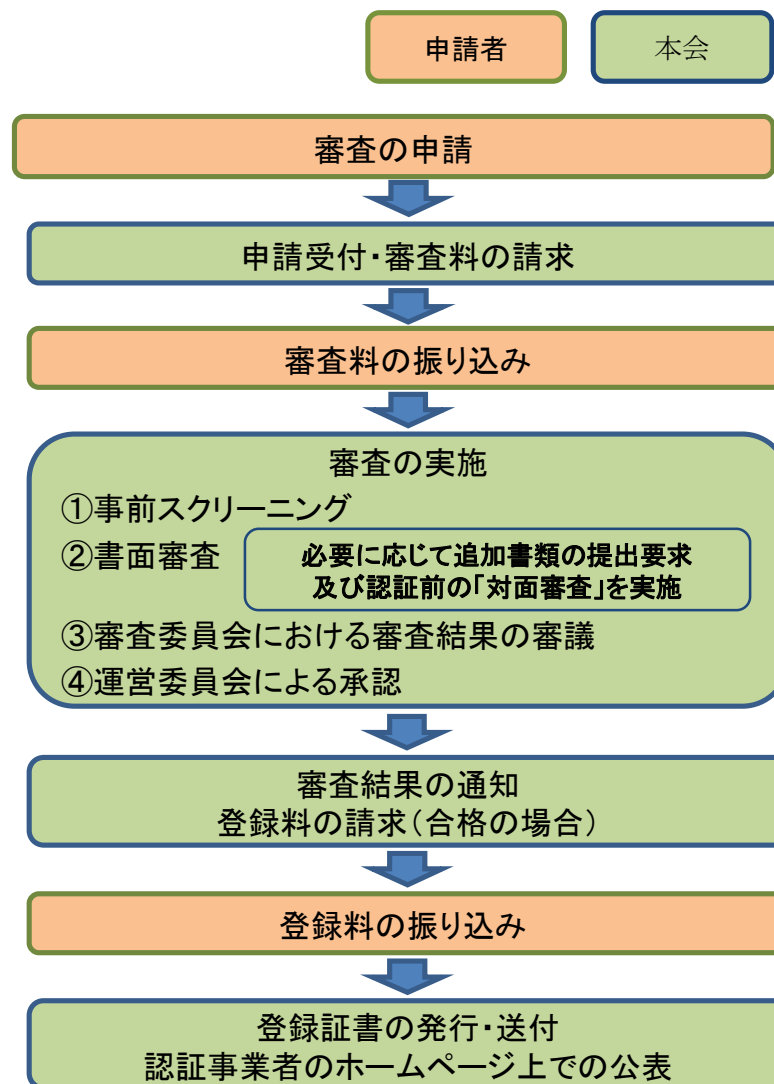 申請者
本会
審査の申請
申請受付・審査料の請求
審査料の振り込み
審査の実施
①事前スクリーニング
②書面審査
必要に応じて追加書類の提出要求
及び認証前の「対面審査」を実施
③審査委員会における審査結果の審議
④運営委員会による承認
審査結果の通知
登録料の請求（合格の場合）
登録料の振り込み
登録証書の発行・送付
認証事業者のホームページ上での公表